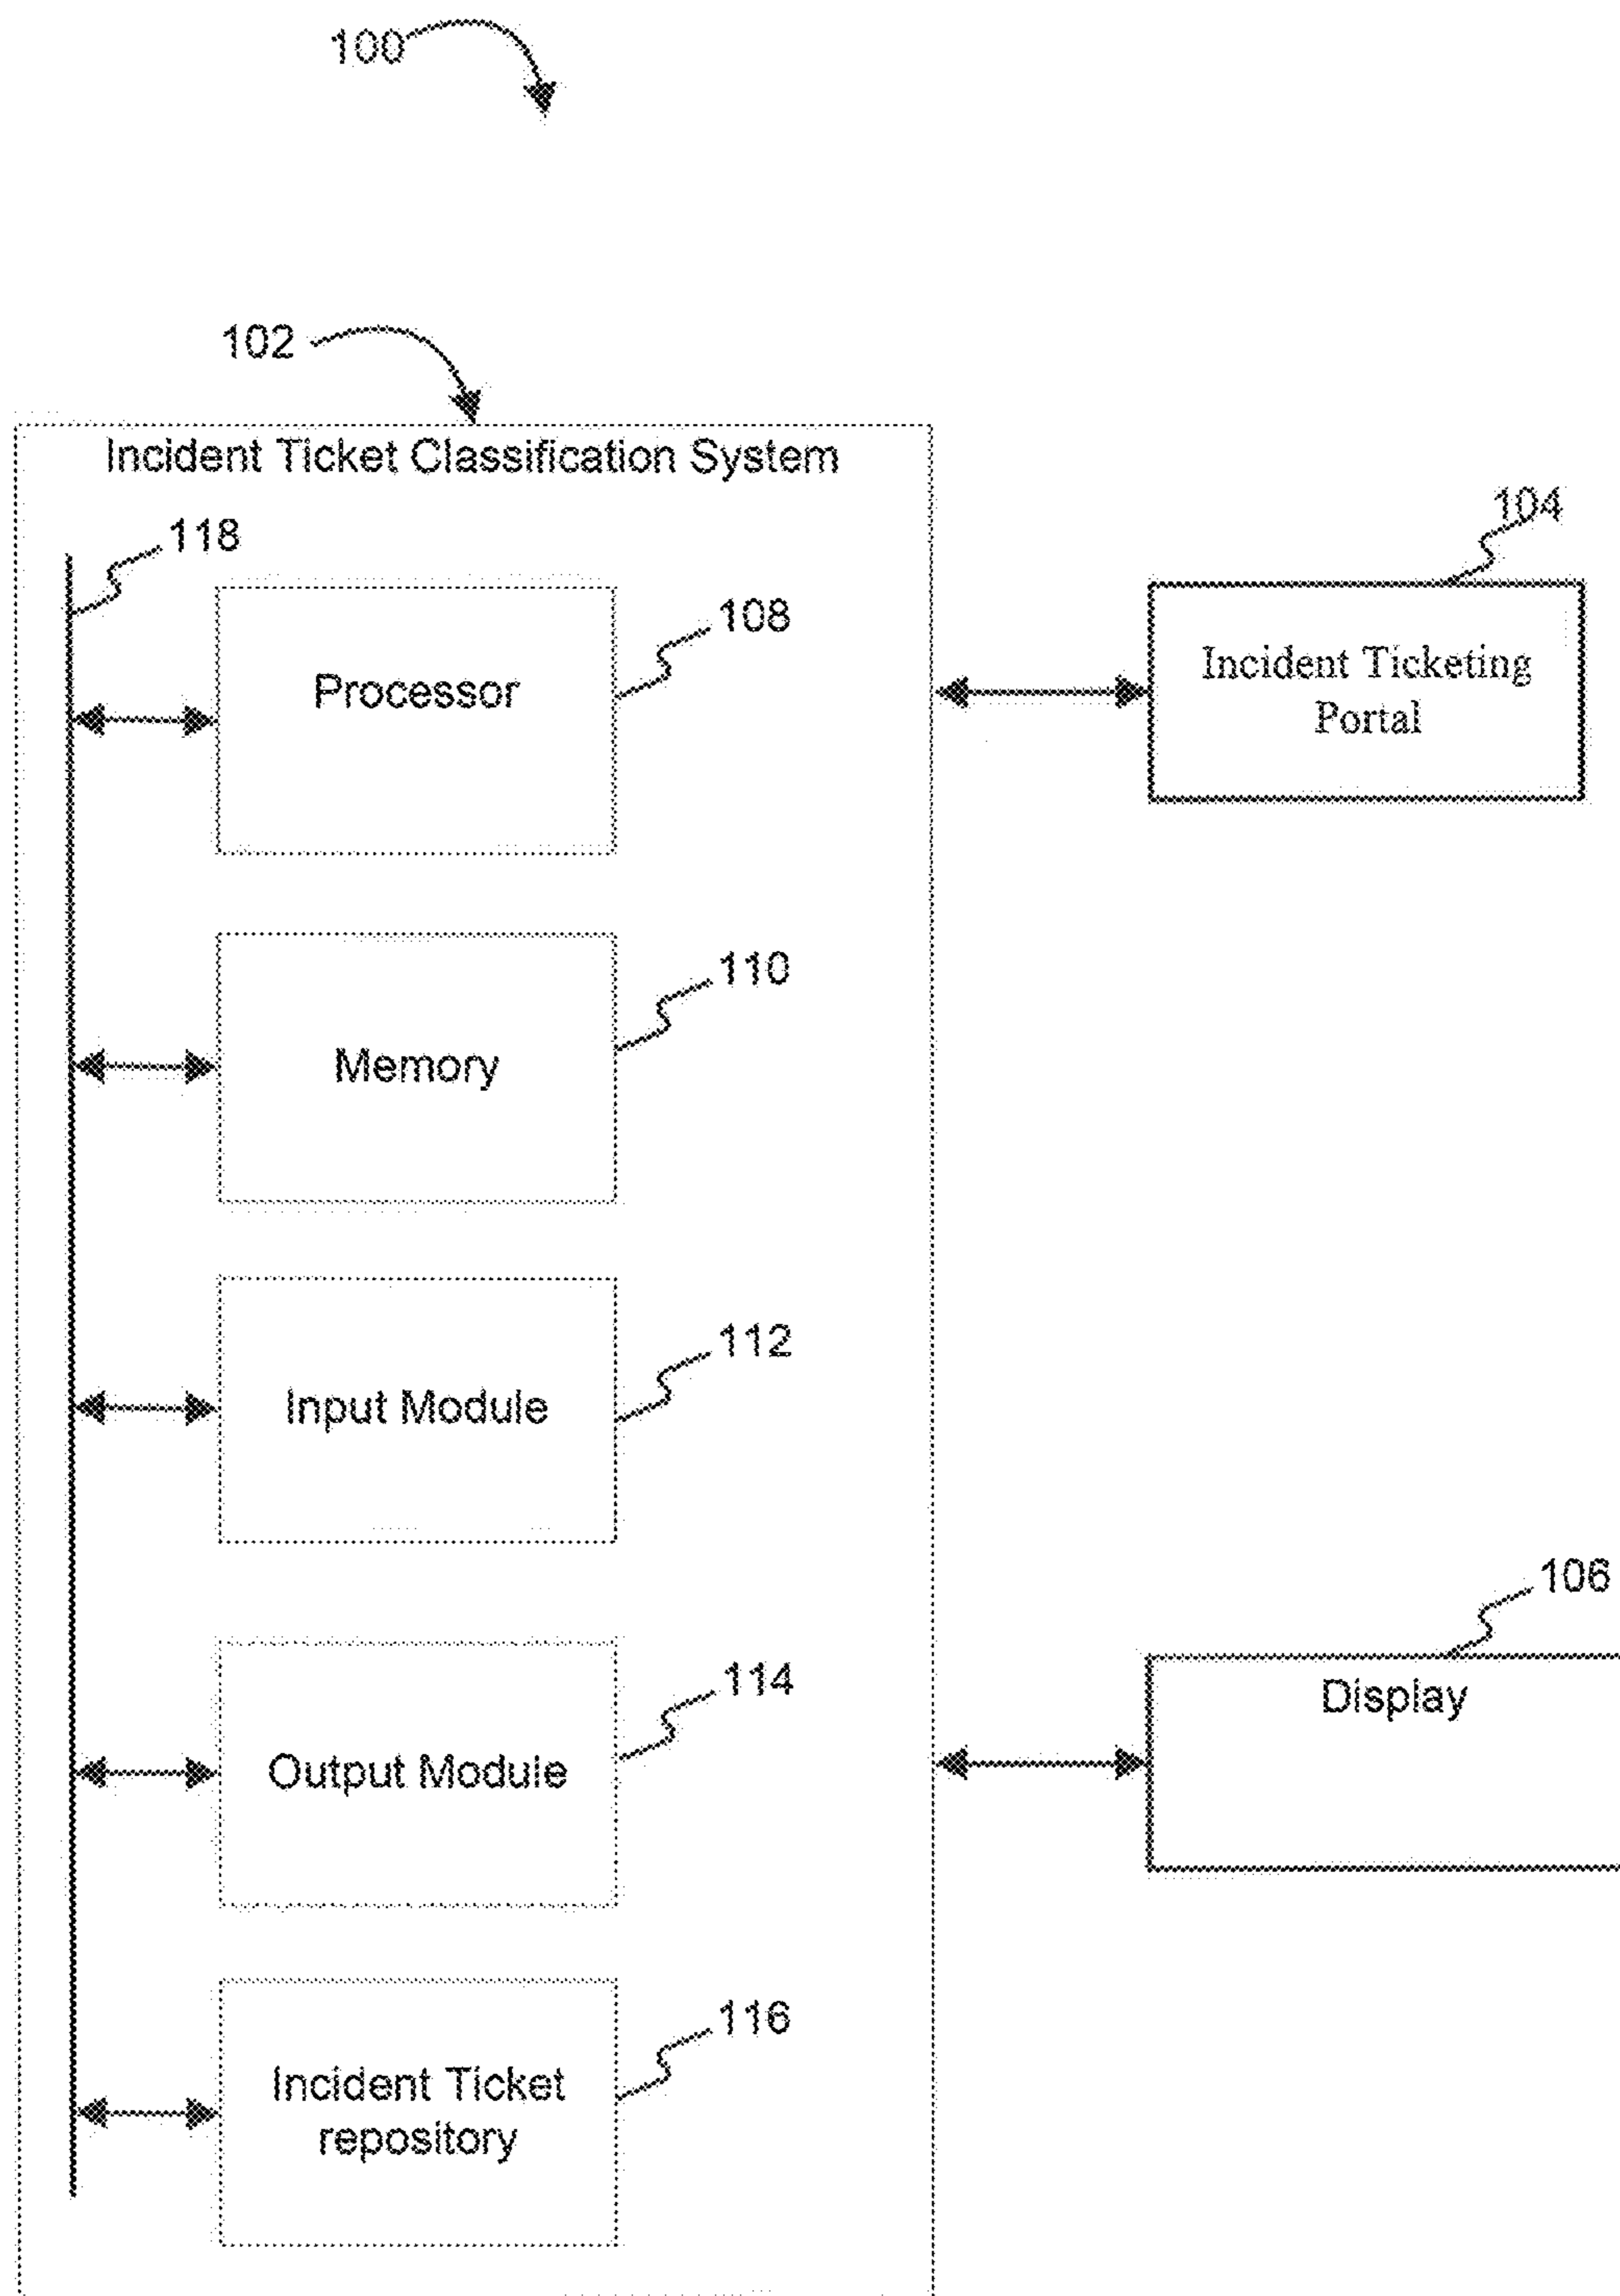 100
102
Incident Ticket Classification System
118
104
108
Processor
Incident Ticketing
Portal
110
Memory
112
Input Module
106
114
Display
Output Module
116
Incident Ticket
repository